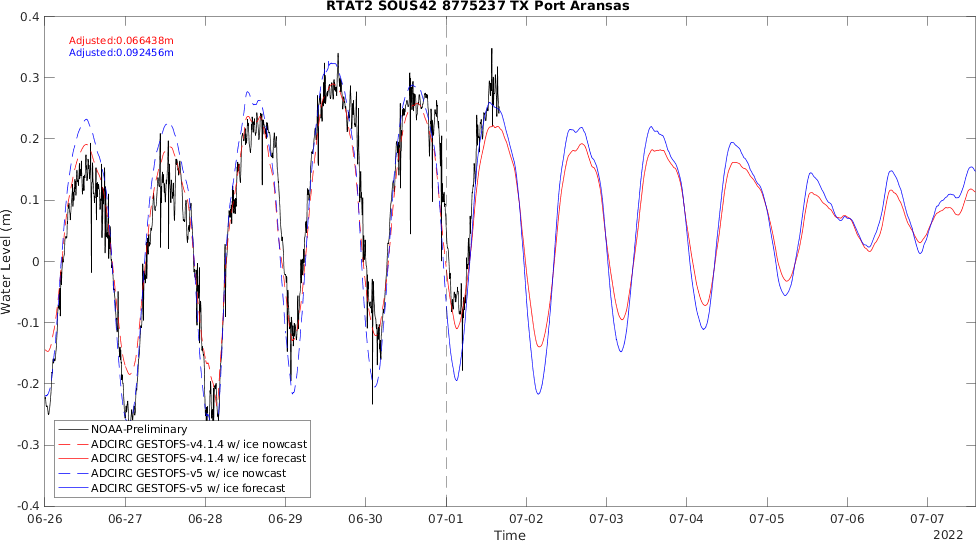 RTAT2 SOUS42 8775237 TX Port Aransas
0.4
Adjusted:0.066438m
Adjusted:0.092456m
0.3
0.2
0.1
0
-0.1
-0.2
-0.3
-0.4
Water Level (m)
NOAA-Preliminary
ADCIRC GESTOFS-v4.1.4 w/ ice nowcast
ADCIRC GESTOFS-v4.1.4 w/ ice forecast
ADCIRC GESTOFS-v5 w/ ice nowcast
ADCIRC GESTOFS-v5 w/ ice forecast
06-26 06-27 06-28 06-29 06-30 07-01 07-02 07-03 07-04 07-05 07-06 07-07
Time
2022